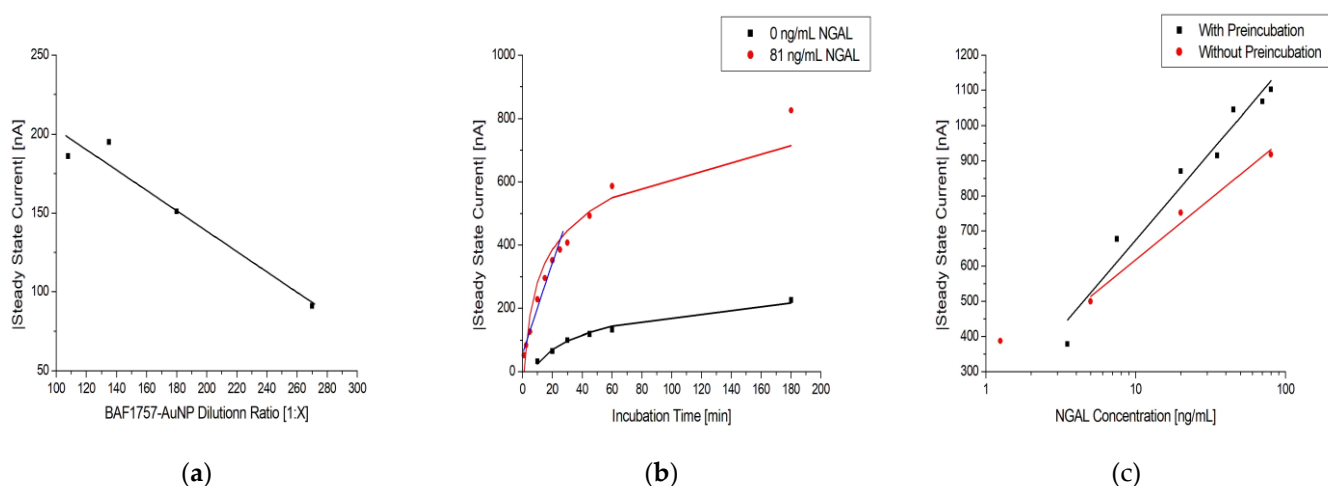 |Steady State Current| [nA]
250
200
150
100
50
100 120 140 160 180 200 220 240 260 280 300
BAF1757-AuNP Dilutionn Ratio [1:X]
(a)
0 ng/mL NGAL
81 ng/mL NGAL
|Steady State Current| [nA]
1000
800
600
400
200
0
0 20 40 60 80 100 120 140 160 180 200
Incubation Time [min]
(b)
With Preincubation
Without Preincubation
|Steady State Current| [nA]
1200
1100
1000
900
800
700
600
500
400
300
1 10 100
NGAL Concentration [ng/mL]
(c)